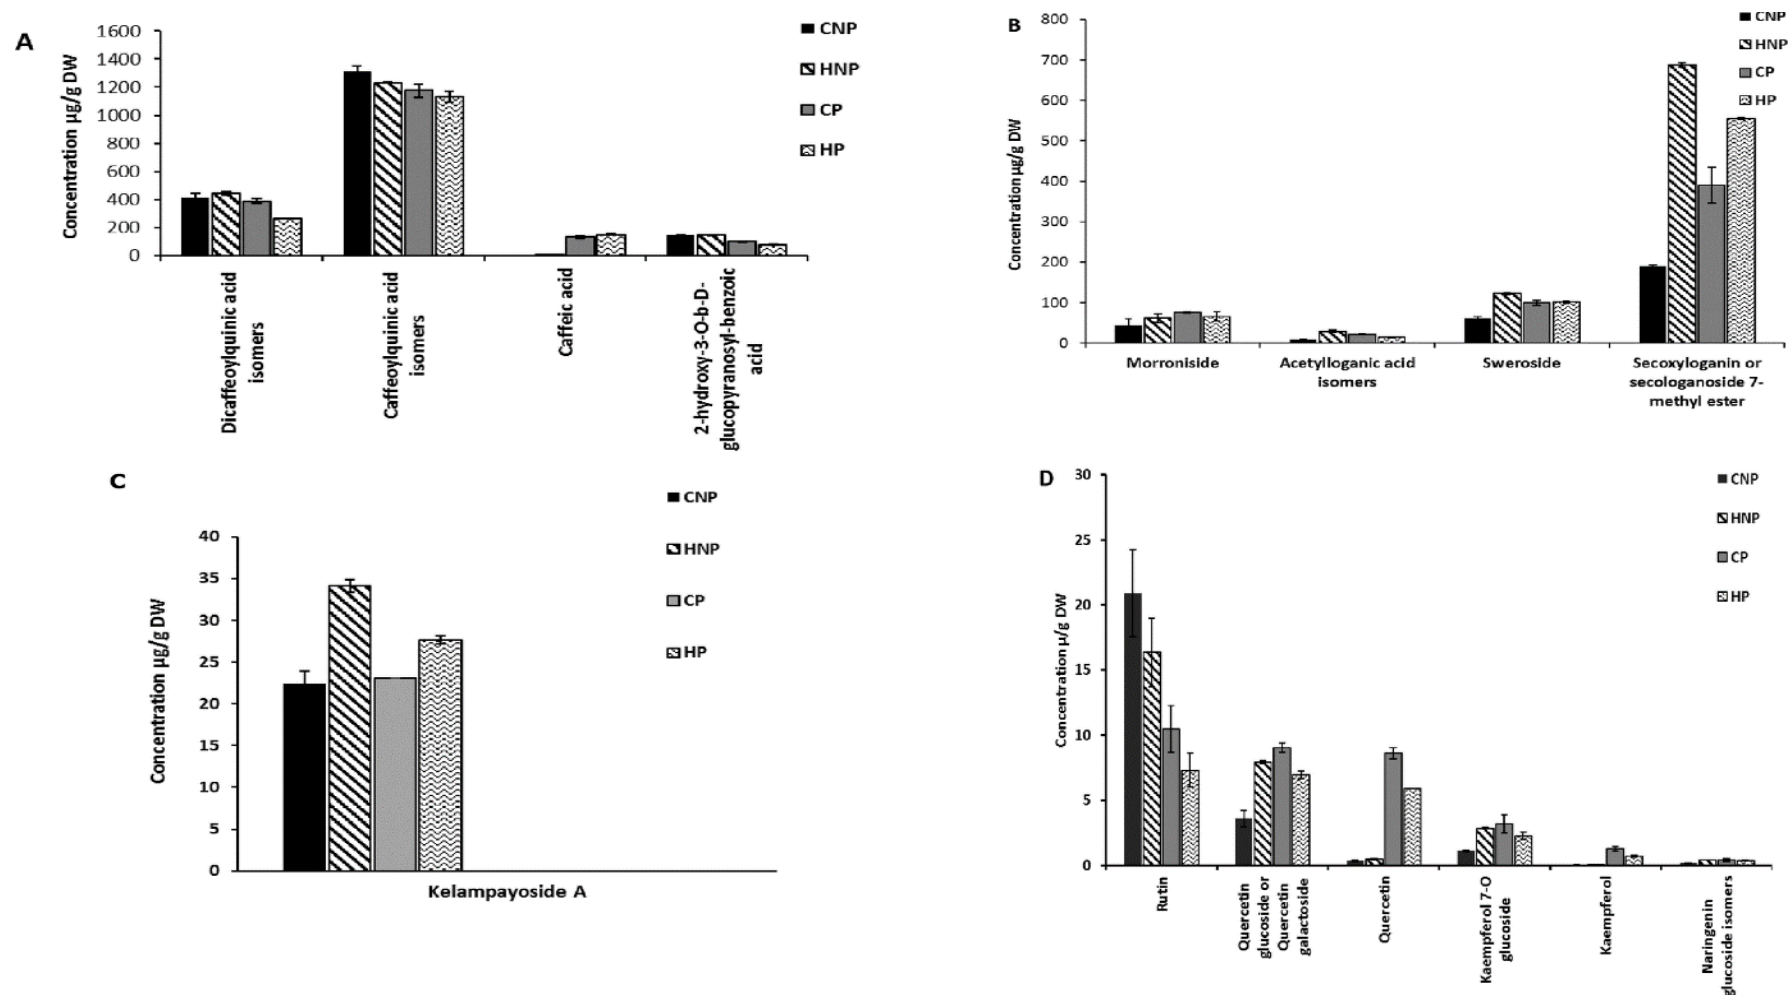 A
Concentration µg/g DW
1600
1400
1200
1000
800
600
400
200
0
Dicaffeoylquinic acid
isomers
Caffeoylquinic acid
isomers
Caffeic acid
2-hydroxy-3-O-b-D-
glucopyranosyl-benzoic
acid
CNP
HNP
CP
HP
B
Concentration µg/g DW
800
700
600
500
400
300
200
100
0
Morroniside
Acetylloganic acid
isomers
Sweroside
Secoxyloganin or
secologanoside 7-
methyl ester
CNP
HNP
CP
HP
C
Concentration µg/g DW
40
35
30
25
20
15
10
5
0
Kelampayoside A
CNP
HNP
CP
HP
D
Concentration µ/g DW
30
25
20
15
10
5
0
Rutin
Quercetin
glucoside or
Quercetin
galactoside
Quercetin
Kaempferol 7-O
glucoside
Kaempferol
Naringenin
glucoside isomers
CNP
HNP
CP
HP